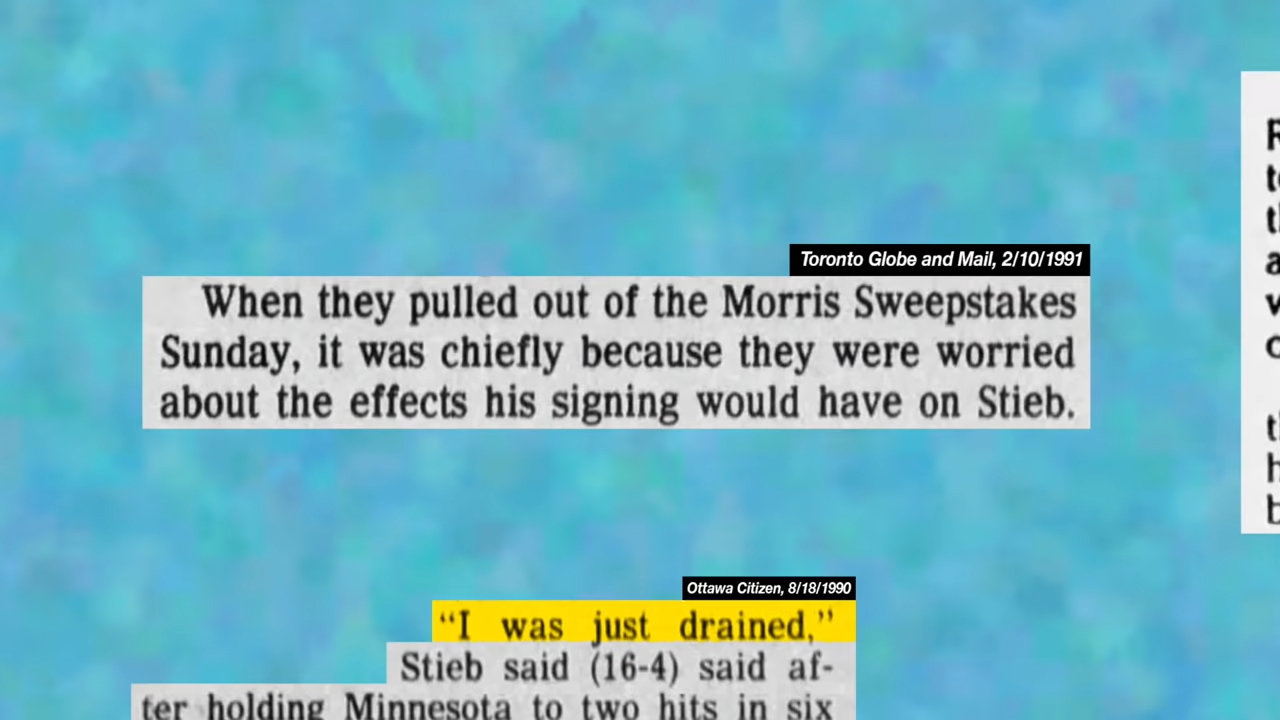 Toronto Globe and Mail, 2/10/1991
When they pulled out of the Morris Sweepstakes
Sunday, it was chiefly because they were worried
about the effects his signing would have on Stieb.
Ottawa Citizen, 8/18/1990
“I was just drained,”
Stieb said (16-4) said af-
ter holding Minnesota to two hits in six